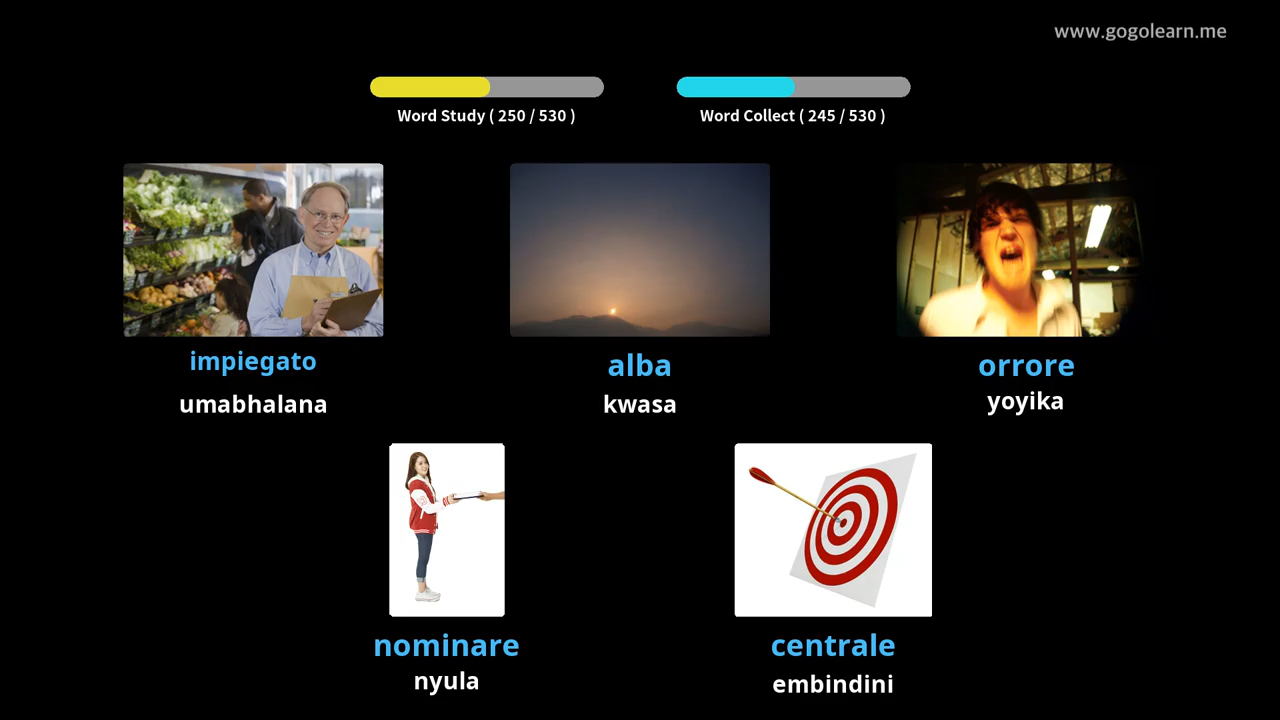 www.gogolearn.me
Word Study ( 250 / 530 )
Word Collect ( 245 / 530 )
impiegato
umabhalana
alba
kwasa
orrore
yoyika
nominare
nyula
centrale
embindini